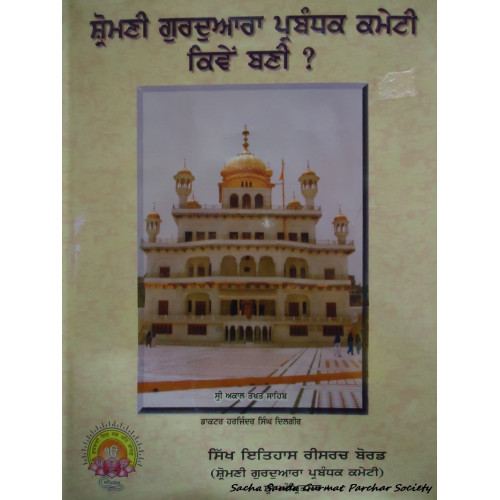 ਸ਼੍ਰੋਮਣੀ ਗੁਰਦੁਆਰਾ ਪ੍ਰਬੰਧਕ ਕਮੇਟੀ
ਕਿਵੇਂ ਬਣੀ ?
ਸ੍ਰੀ ਅਕਾਲ ਤਖ਼ਤ ਸਾਹਿਬ
ਡਾਕਟਰ ਹਰਜਿੰਦਰ ਸਿੰਘ ਦਿਲਗੀਰ
ਸਿੱਖ ਇਤਿਹਾਸ ਰੀਸਰਚ ਬੋਰਡ
(ਸ਼੍ਰੋਮਣੀ ਗੁਰਦੁਆਰਾ ਪ੍ਰਬੰਧਕ ਕਮੇਟੀ)
Sacha Sauda Gurmat Parchar Society